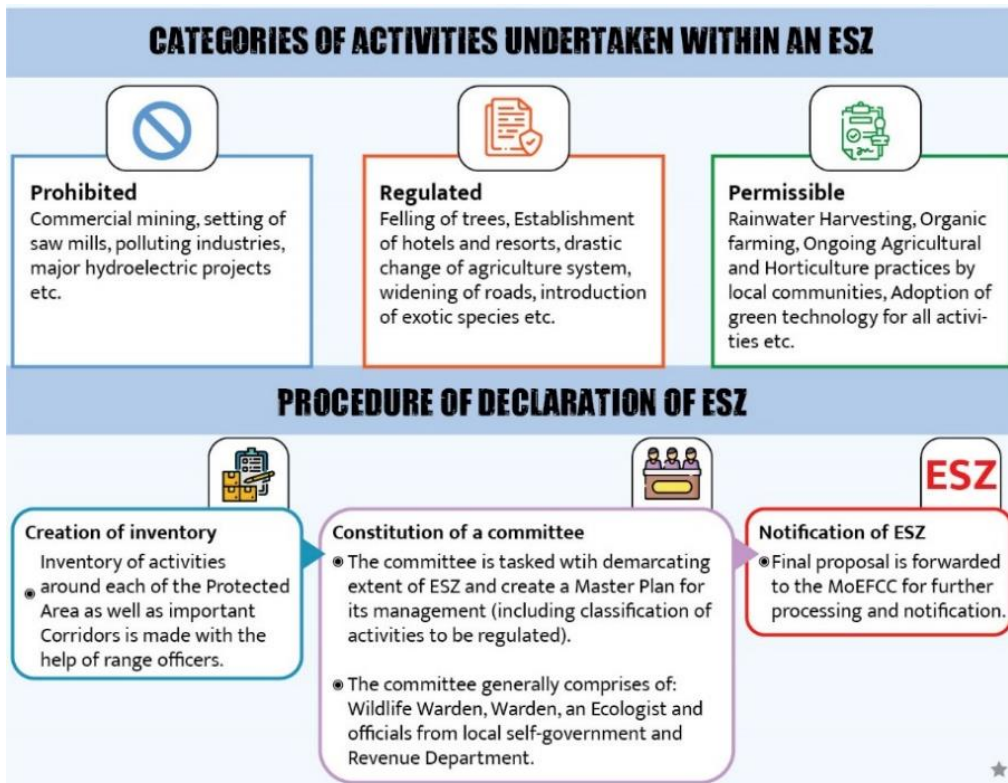 CATEGORIES OF ACTIVITIES UNDERTAKEN WITHIN AN ESZ
Prohibited
Commercial mining, setting of
saw mills, polluting industries,
major hydroelectric projects
etc.
Regulated
Felling of trees, Establishment
of hotels and resorts, drastic
change of agriculture system,
widening of roads, introduction
of exotic species etc.
Permissible
Rainwater Harvesting, Organic
farming, Ongoing Agricultural
and Horticulture practices by
local communities, Adoption of
green technology for all activi-
ties etc.
PROCEDURE OF DECLARATION OF ESZ
Creation of inventory
Inventory of activities
around each of the Protected
Area as well as important
Corridors is made with the
help of range officers.
Constitution of a committee
The committee is tasked wtih demarcating
extent of ESZ and create a Master Plan for
its management (including classification of
activities to be regulated).
The committee generally comprises of:
Wildlife Warden, Warden, an Ecologist and
officials from local self-government and
Revenue Department.
ESZ
Notification of ESZ
Final proposal is forwarded
to the MoEFCC for further
processing and notification.